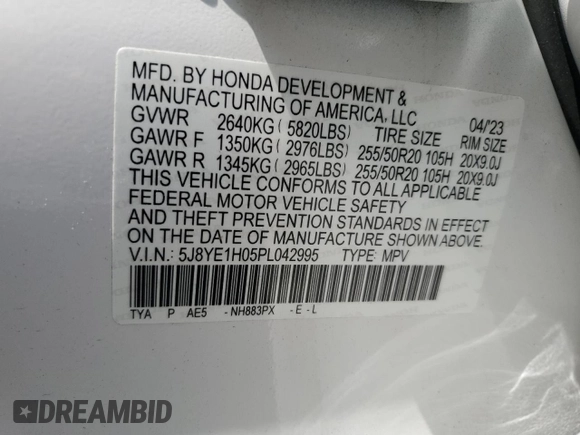 MFD. BY HONDA DEVELOPMENT &
MANUFACTURING OF AMERICA, LLC 04/'23
GVWR 2640KG ( 5820LBS) TIRE SIZE RIM SIZE
GAWR F 1350KG ( 2976LBS) 255/50R20 105H 20X9.0J
GAWR R 1345KG ( 2965LBS) 255/50R20 105H 20X9.0J
THIS VEHICLE CONFORMS TO ALL APPLICABLE
FEDERAL MOTOR VEHICLE SAFETY
AND THEFT PREVENTION STANDARDS IN EFFECT
ON THE DATE OF MANUFACTURE SHOWN ABOVE.
V.I.N.: 5J8YE1H05PL042995 TYPE: MPV
TYA P AE5 -NH883PX -E-L
DREAMBID